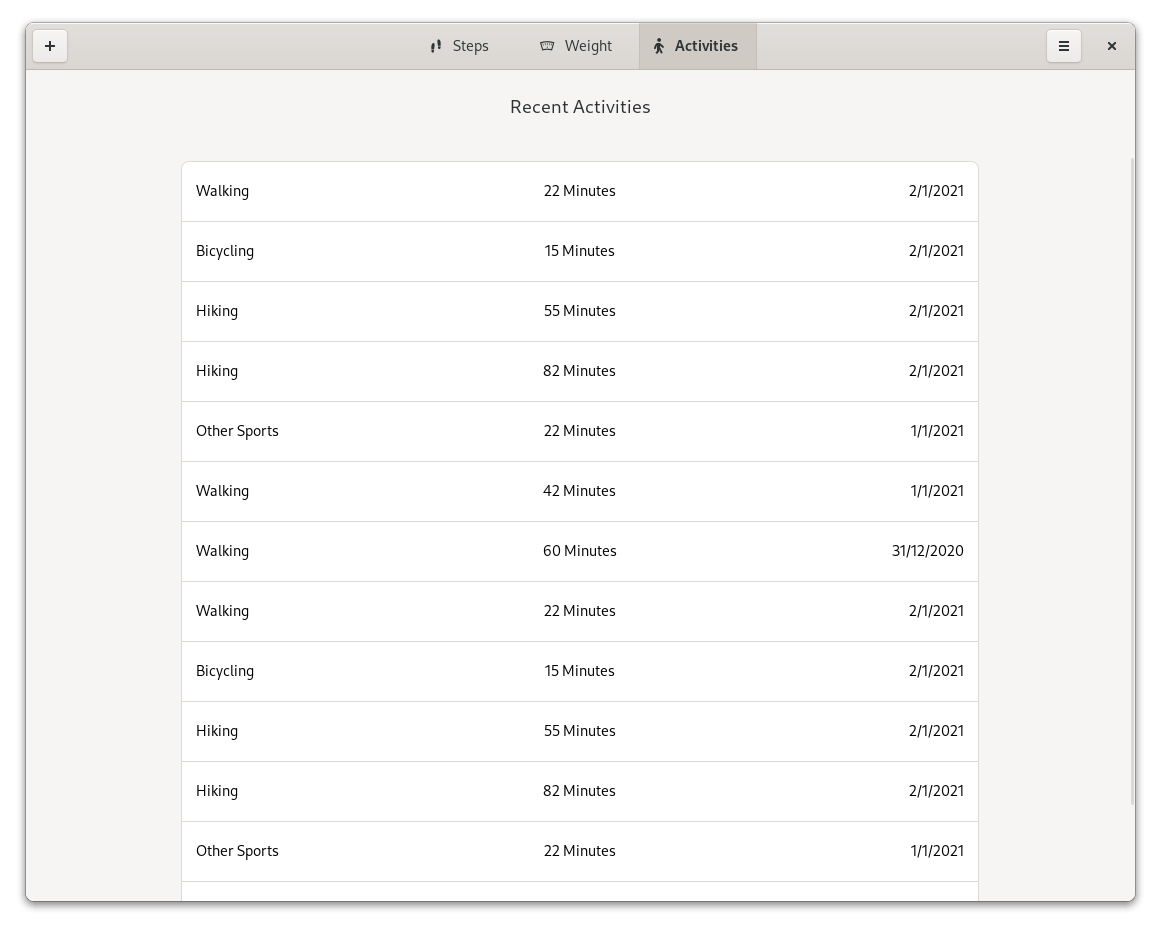 Steps Weight Activities
Recent Activities
Walking 22 Minutes 2/1/2021
Bicycling 15 Minutes 2/1/2021
Hiking 55 Minutes 2/1/2021
Hiking 82 Minutes 2/1/2021
Other Sports 22 Minutes 1/1/2021
Walking 42 Minutes 1/1/2021
Walking 60 Minutes 31/12/2020
Walking 22 Minutes 2/1/2021
Bicycling 15 Minutes 2/1/2021
Hiking 55 Minutes 2/1/2021
Hiking 82 Minutes 2/1/2021
Other Sports 22 Minutes 1/1/2021